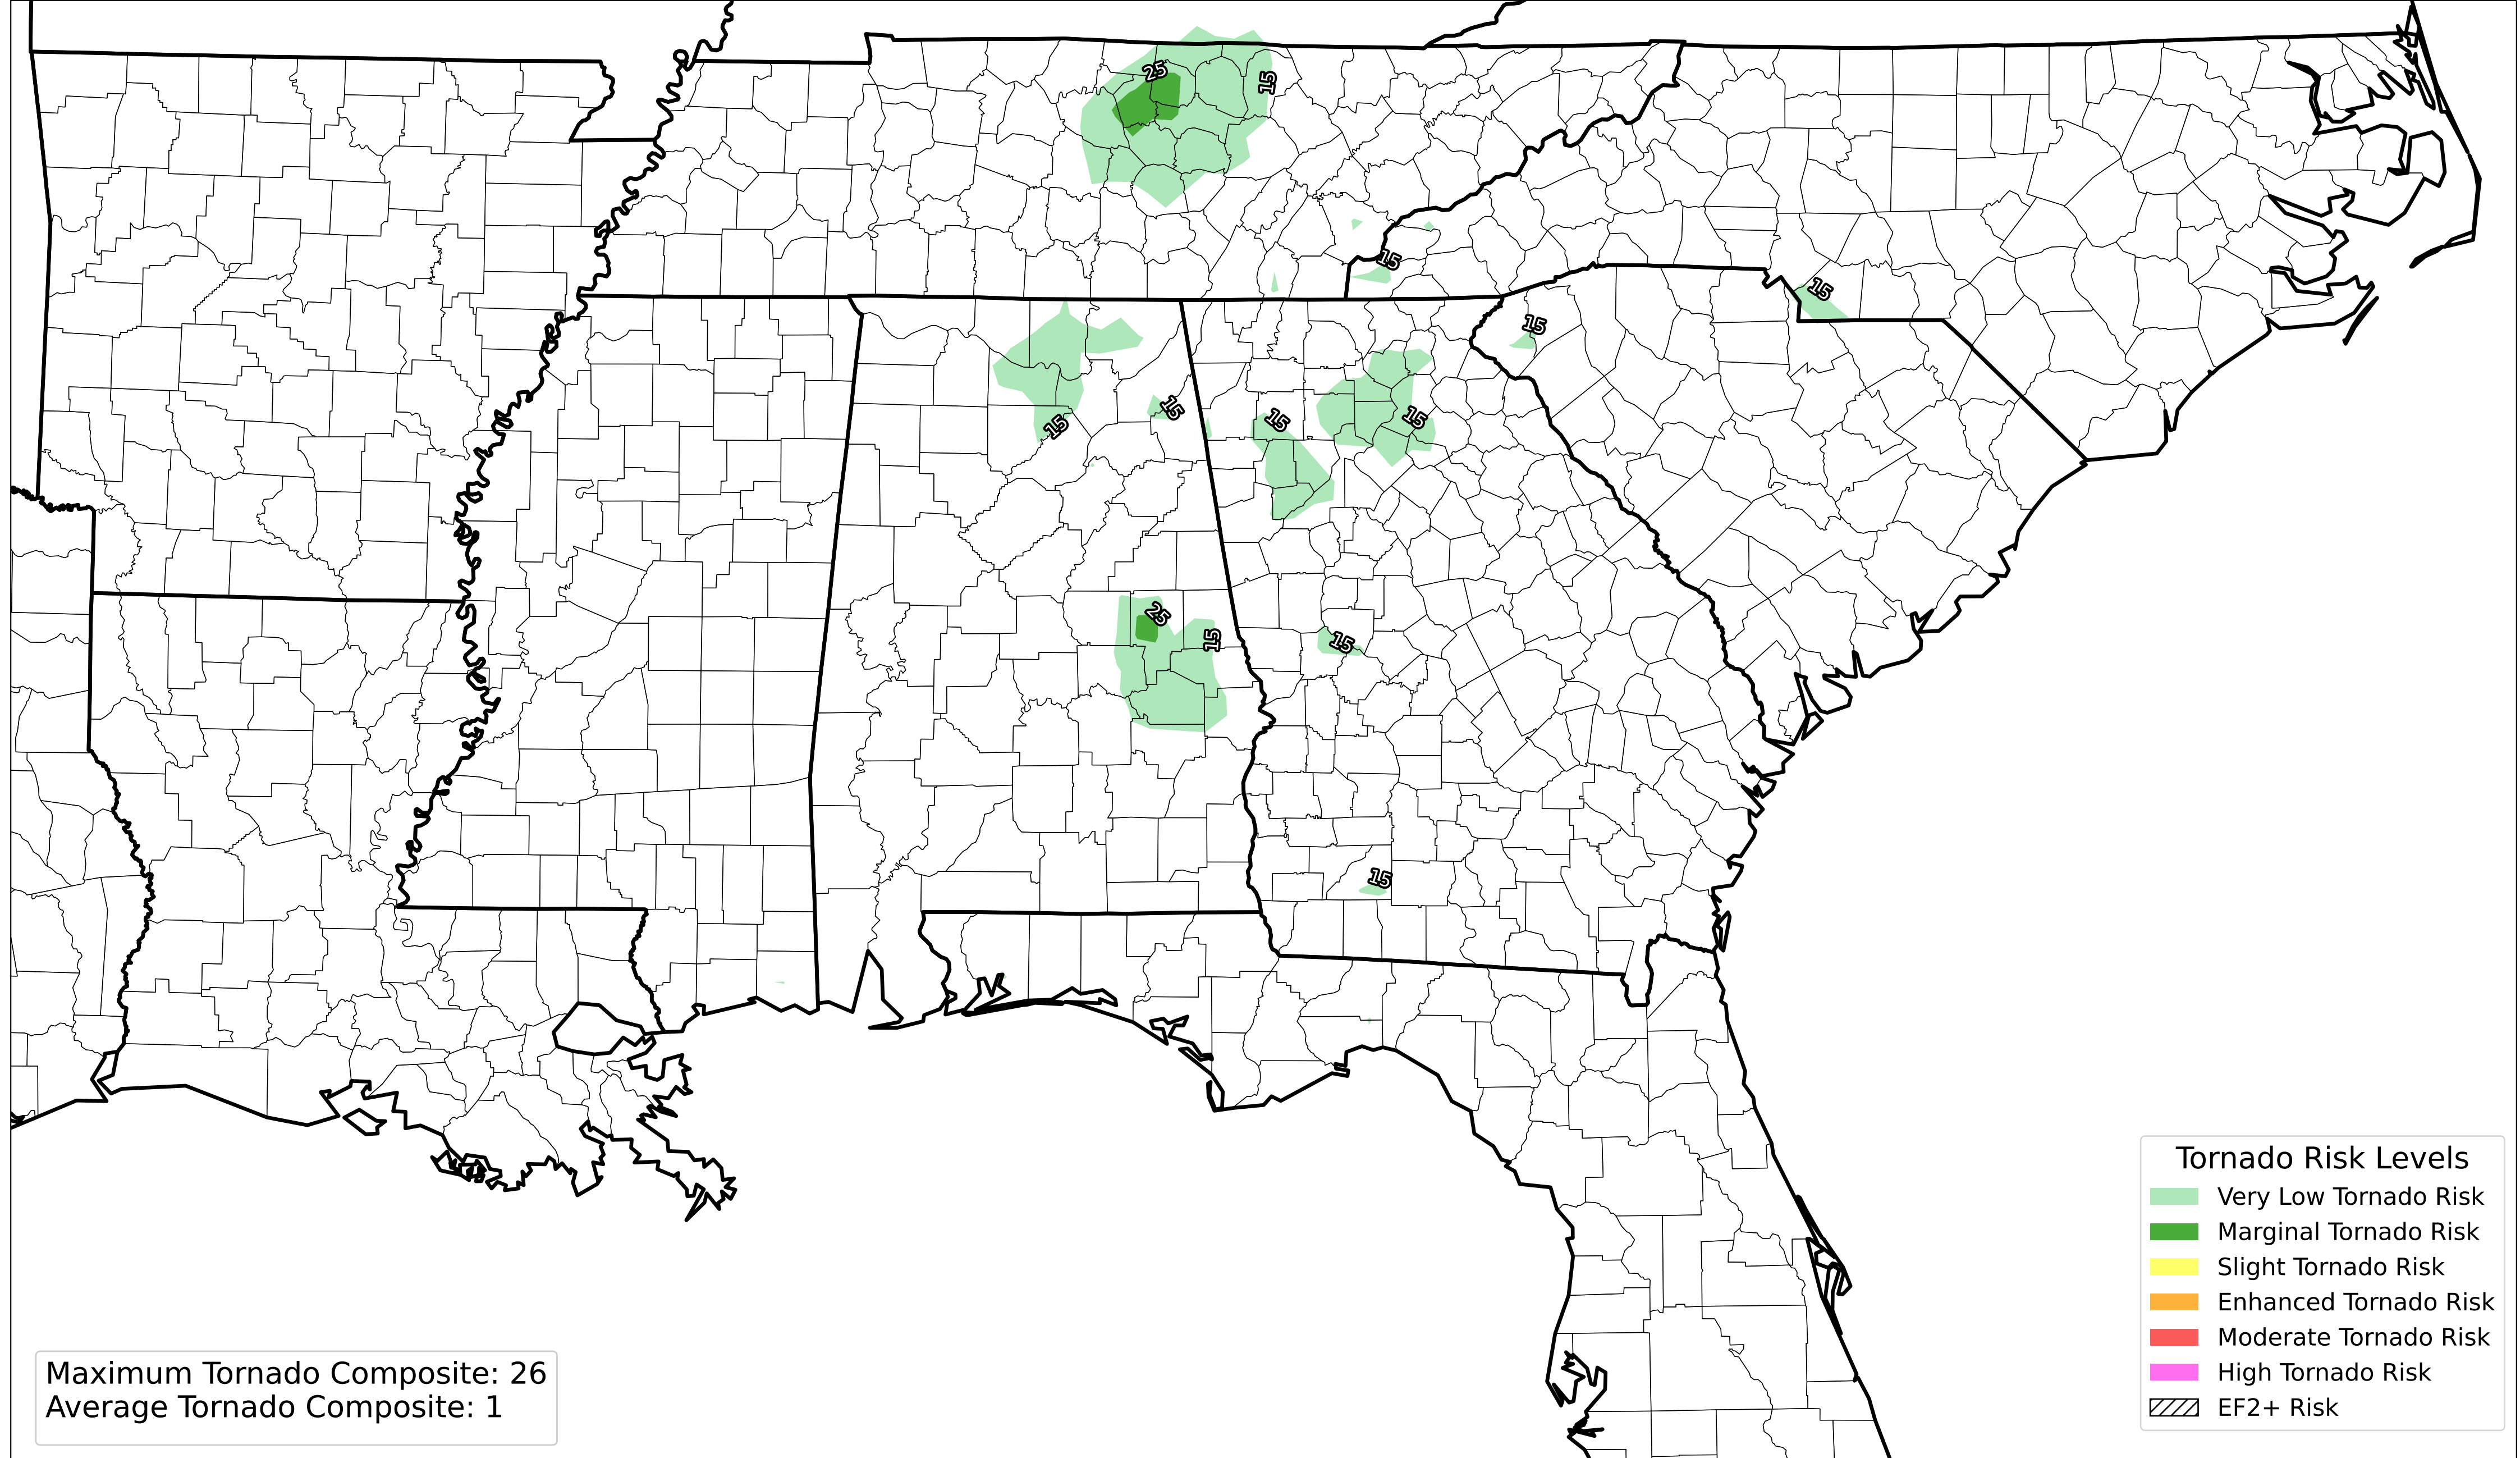 25
15
15
15
15
15
15
15
15
25
15
15
15
Tornado Risk Levels
Very Low Tornado Risk
Marginal Tornado Risk
Slight Tornado Risk
Enhanced Tornado Risk
Moderate Tornado Risk
High Tornado Risk
EF2+ Risk
Maximum Tornado Composite: 26
Average Tornado Composite: 1